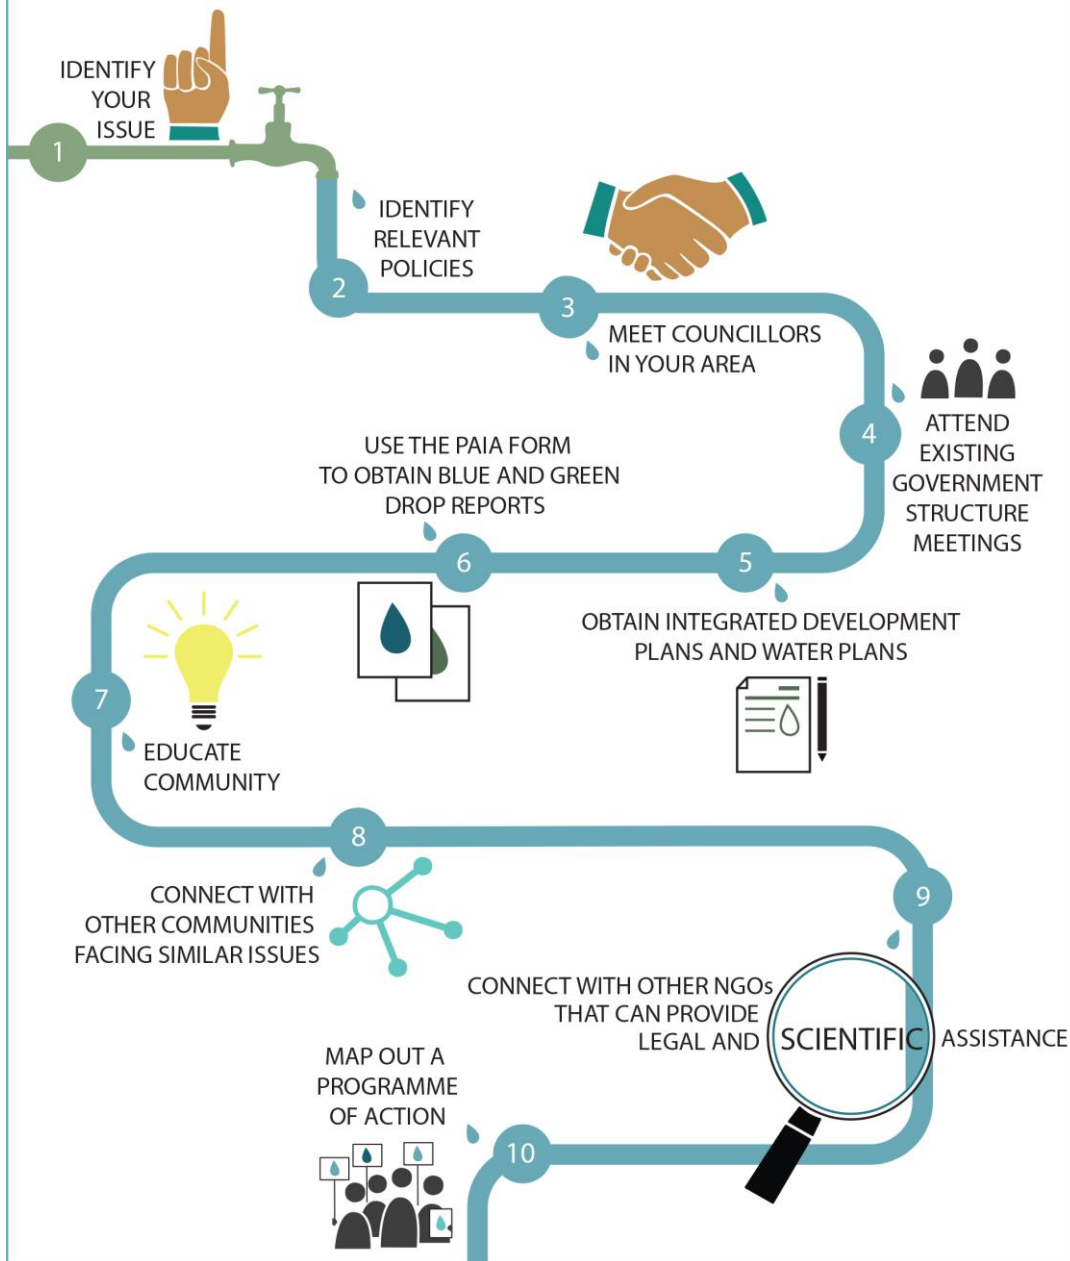 IDENTIFY
YOUR
ISSUE
1
IDENTIFY
RELEVANT
POLICIES
2
3
MEET COUNCILLORS
IN YOUR AREA
4
ATTEND
EXISTING
GOVERNMENT
STRUCTURE
MEETINGS
5
OBTAIN INTEGRATED DEVELOPMENT
PLANS AND WATER PLANS
USE THE PAIA FORM
TO OBTAIN BLUE AND GREEN
DROP REPORTS
6
7
EDUCATE
COMMUNITY
8
CONNECT WITH
OTHER COMMUNITIES
FACING SIMILAR ISSUES
9
CONNECT WITH OTHER NGOs
THAT CAN PROVIDE
LEGAL AND SCIENTIFIC ASSISTANCE
MAP OUT A
PROGRAMME
OF ACTION
10